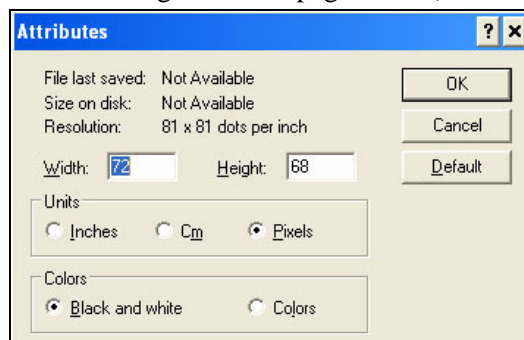 Attributes
File last saved: Not Available
Size on disk: Not Available
Resolution: 81 x 81 dots per inch
Width: 72 Height: 68
Units
Inches Cm Pixels
Colors
Black and white Colors
OK
Cancel
Default